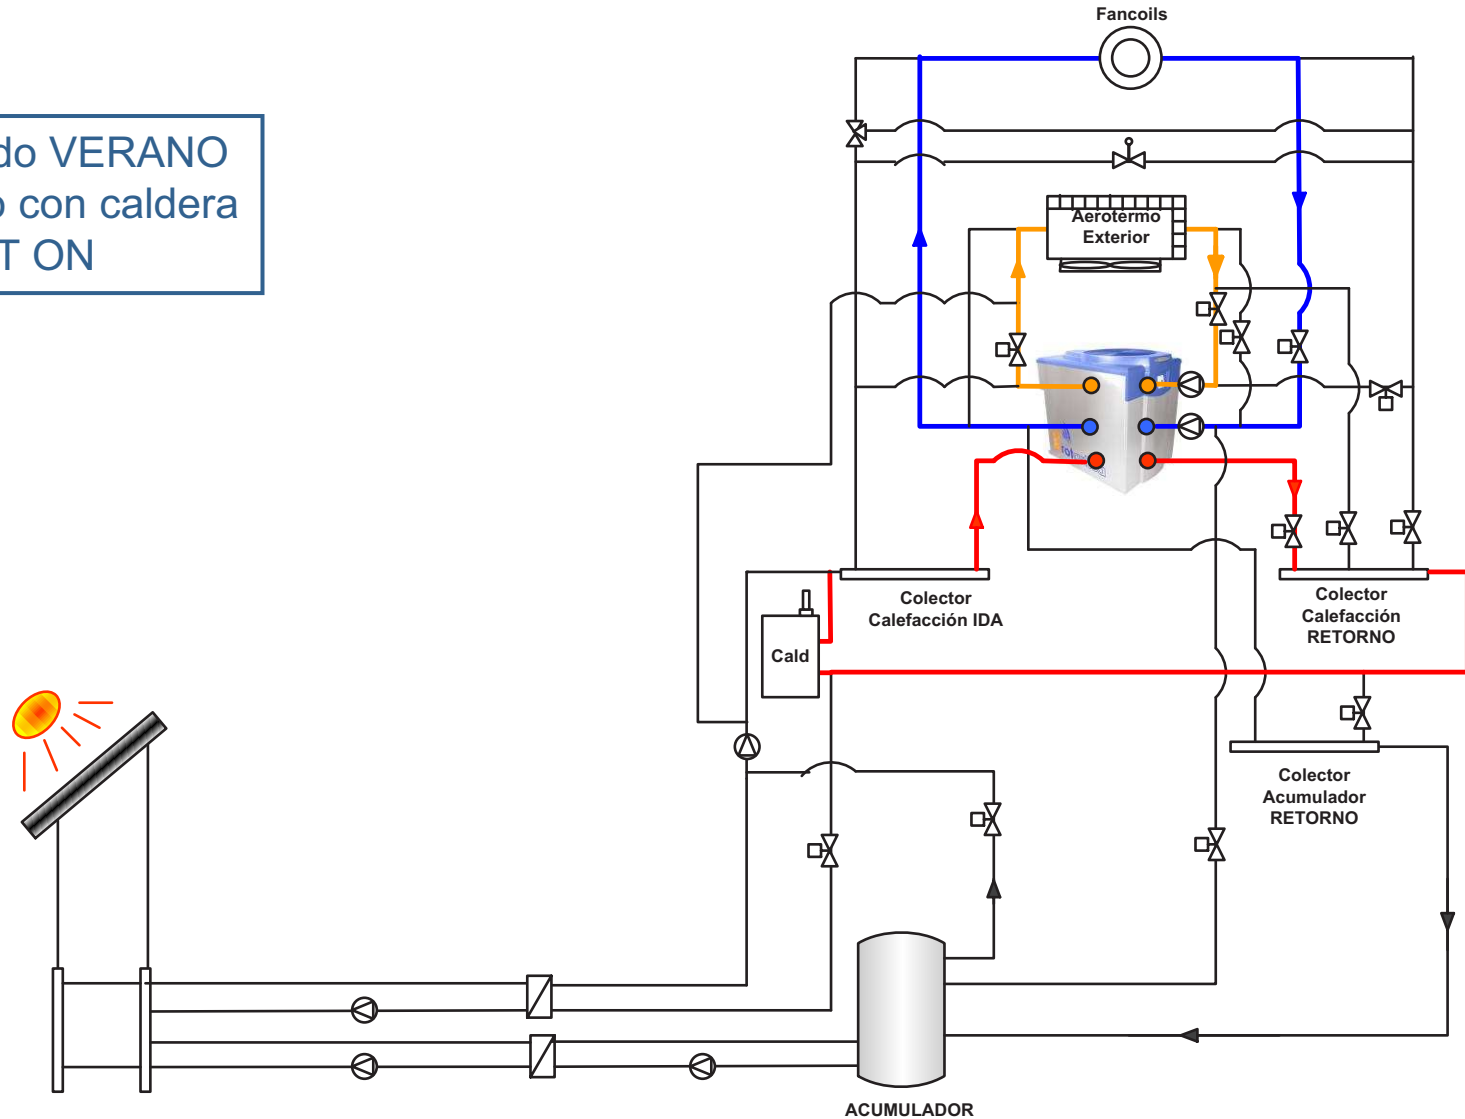 Fancoils
do VERANO
con caldera
T ON
Aerotermo
Exterior
Colector
Calefacción IDA
Colector
Calefacción
RETORNO
Cald
Colector
Acumulador
RETORNO
ACUMULADOR